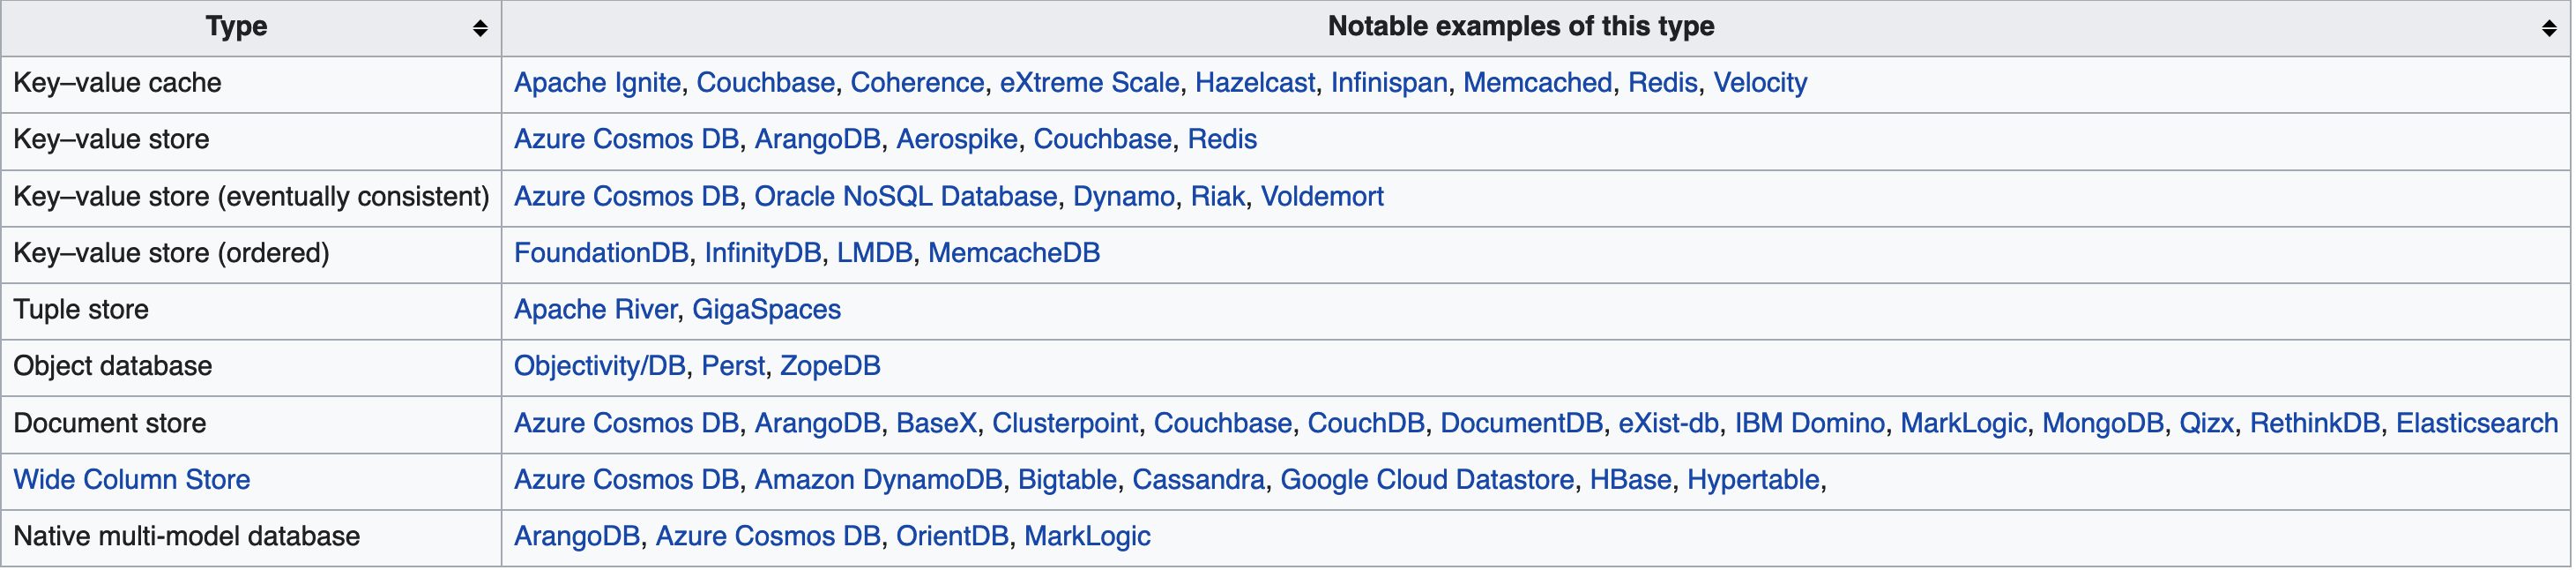 Type Notable examples of this type
Key–value cache Apache Ignite, Couchbase, Coherence, eXtreme Scale, Hazelcast, Infinispan, Memcached, Redis, Velocity
Key–value store Azure Cosmos DB, ArangoDB, Aerospike, Couchbase, Redis
Key–value store (eventually consistent) Azure Cosmos DB, Oracle NoSQL Database, Dynamo, Riak, Voldemort
Key–value store (ordered) FoundationDB, InfinityDB, LMDB, MemcacheDB
Tuple store Apache River, GigaSpaces
Object database Objectivity/DB, Perst, ZopeDB
Document store Azure Cosmos DB, ArangoDB, BaseX, Clusterpoint, Couchbase, CouchDB, DocumentDB, eXist-db, IBM Domino, MarkLogic, MongoDB, Qizx, RethinkDB, Elasticsearch
Wide Column Store Azure Cosmos DB, Amazon DynamoDB, Bigtable, Cassandra, Google Cloud Datastore, HBase, Hypertable,
Native multi-model database ArangoDB, Azure Cosmos DB, OrientDB, MarkLogic